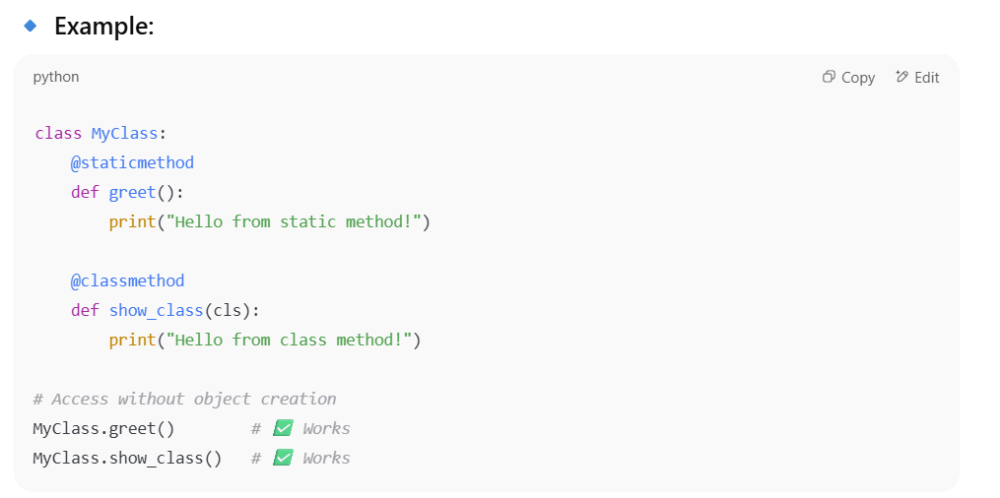 Example:
python
Copy
Edit
class MyClass:
    @staticmethod
    def greet():
        print("Hello from static method!")

    @classmethod
    def show_class(cls):
        print("Hello from class method!")

# Access without object creation
MyClass.greet()        # ✅ Works
MyClass.show_class()   # ✅ Works